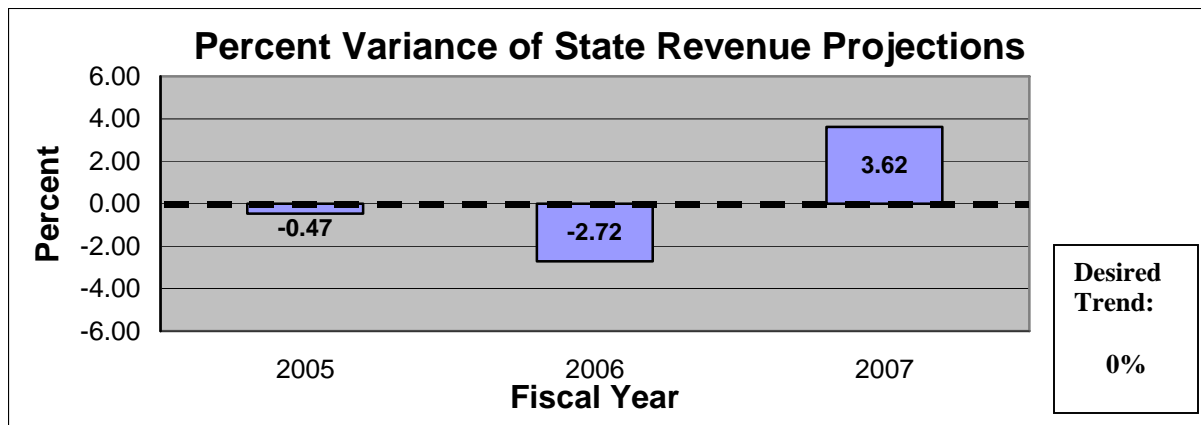 Percent Variance of State Revenue Projections
6.00
4.00
2.00
0.00
-2.00
-4.00
-6.00
Percent
-0.47
-2.72
3.62
2005 2006 2007
Fiscal Year
Desired
Trend:
0%